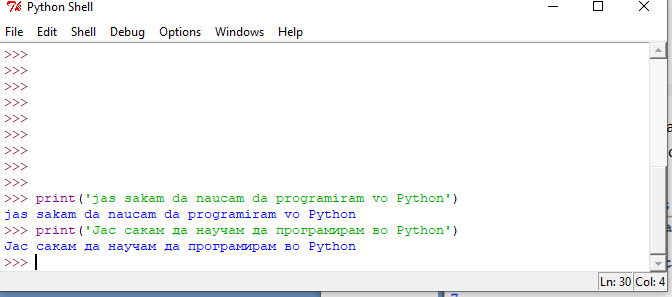 Python Shell
File Edit Shell Debug Options Windows Help
>>>
>>>
>>>
>>>
>>>
>>>
>>>
>>>
>>>
>>> print('jas sakam da naucam da programiram vo Python')
jas sakam da naucam da programiram vo Python
>>> print('Јас сакам да научам да програмирам во Python')
Јас сакам да научам да програмирам во Python
>>>
Ln: 30 Col: 4